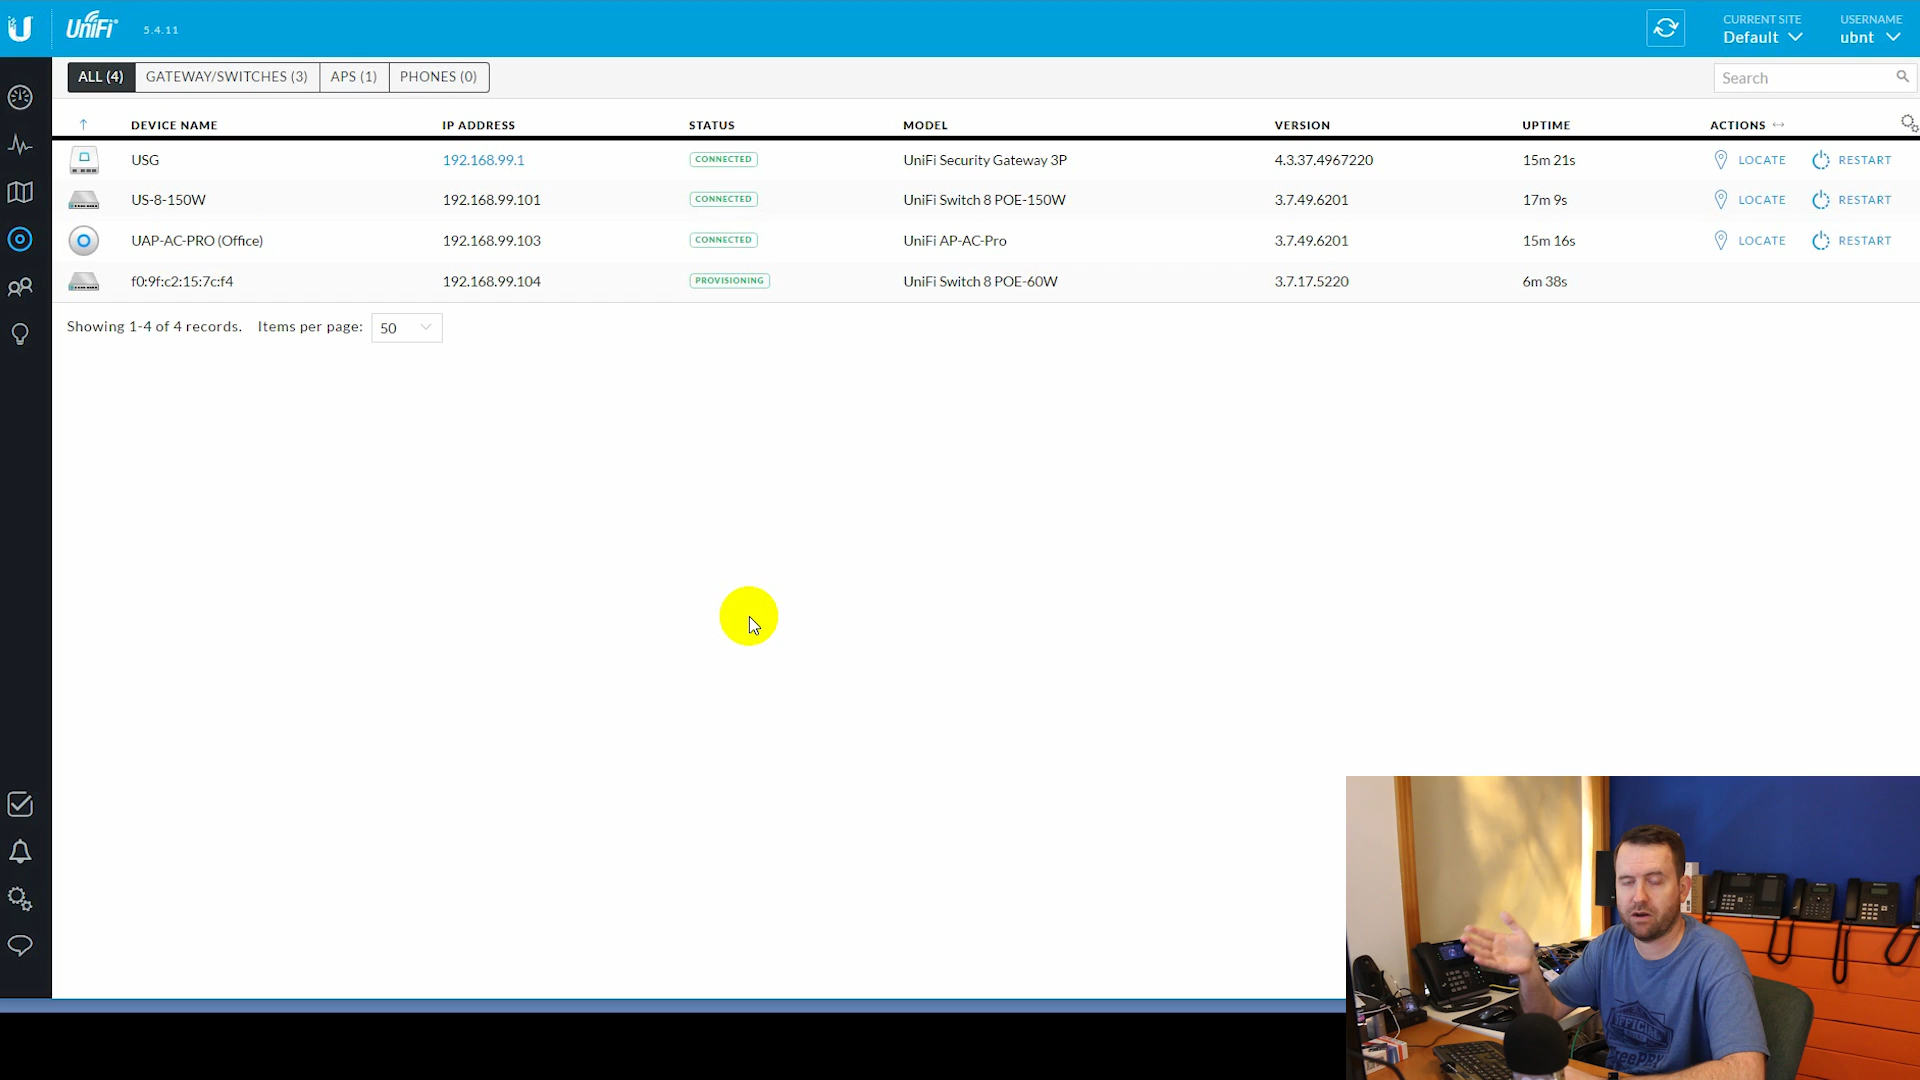 UniFi 5.4.11
CURRENT SITE
Default
USERNAME
ubnt
ALL (4) GATEWAY/SWITCHES (3) APS (1) PHONES (0)
Search
DEVICE NAME IP ADDRESS STATUS MODEL VERSION UPTIME ACTIONS
USG 192.168.99.1 CONNECTED UniFi Security Gateway 3P 4.3.37.4967220 15m 21s LOCATE RESTART
US-8-150W 192.168.99.101 CONNECTED UniFi Switch 8 POE-150W 3.7.49.6201 17m 9s LOCATE RESTART
UAP-AC-PRO (Office) 192.168.99.103 CONNECTED UniFi AP-AC-Pro 3.7.49.6201 15m 16s LOCATE RESTART
f0:9f:c2:15:7c:f4 192.168.99.104 PROVISIONING UniFi Switch 8 POE-60W 3.7.17.5220 6m 38s
Showing 1-4 of 4 records. Items per page: 50